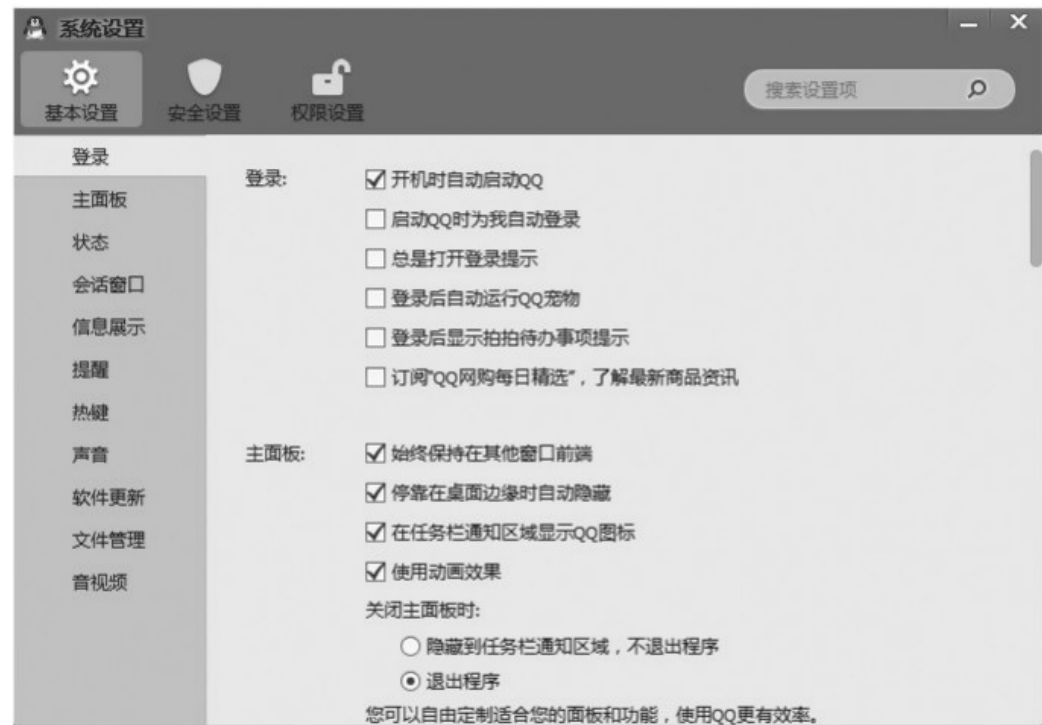 系统设置
基本设置 安全设置 权限设置 搜索设置项
登录
主面板
状态
会话窗口
信息展示
提醒
热键
声音
软件更新
文件管理
音视频
登录: 开机时自动启动QQ
启动QQ时为我自动登录
总是打开登录提示
登录后自动运行QQ宠物
登录后显示拍拍待办事项提示
订阅"QQ网购每日精选"，了解最新商品资讯
主面板: 始终保持在其他窗口前端
停靠在桌面边缘时自动隐藏
在任务栏通知区域显示QQ图标
使用动画效果
关闭主面板时:
隐藏到任务栏通知区域，不退出程序
退出程序
您可以自由定制适合您的面板和功能，使用QQ更有效率。